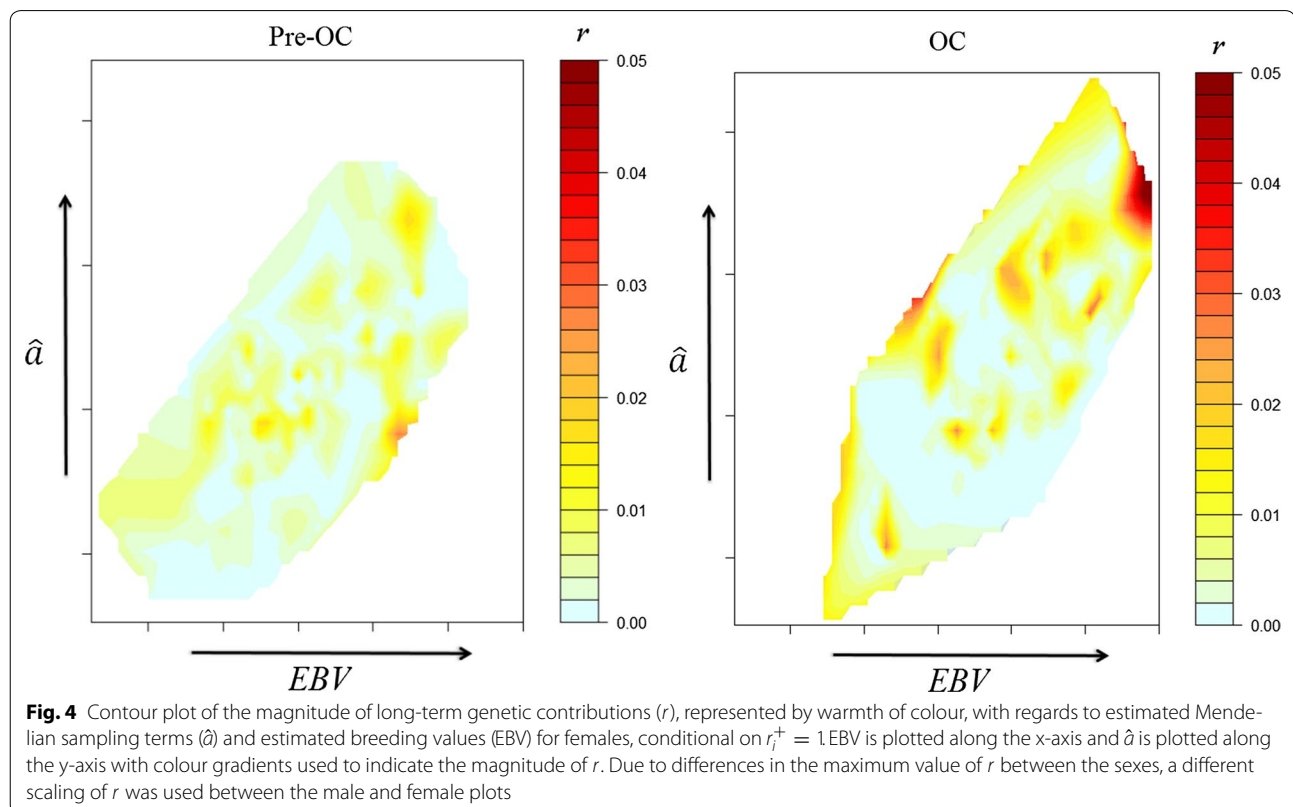 Pre-OC
r
0.05
0.04
0.03
0.02
0.01
0.00
â
EBV
OC
r
0.05
0.04
0.03
0.02
0.01
0.00
â
EBV
Fig. 4 Contour plot of the magnitude of long-term genetic contributions (r), represented by warmth of colour, with regards to estimated Mende-
lian sampling terms (â) and estimated breeding values (EBV) for females, conditional on rᵢ⁺ = 1. EBV is plotted along the x-axis and â is plotted along
the y-axis with colour gradients used to indicate the magnitude of r. Due to differences in the maximum value of r between the sexes, a different
scaling of r was used between the male and female plots